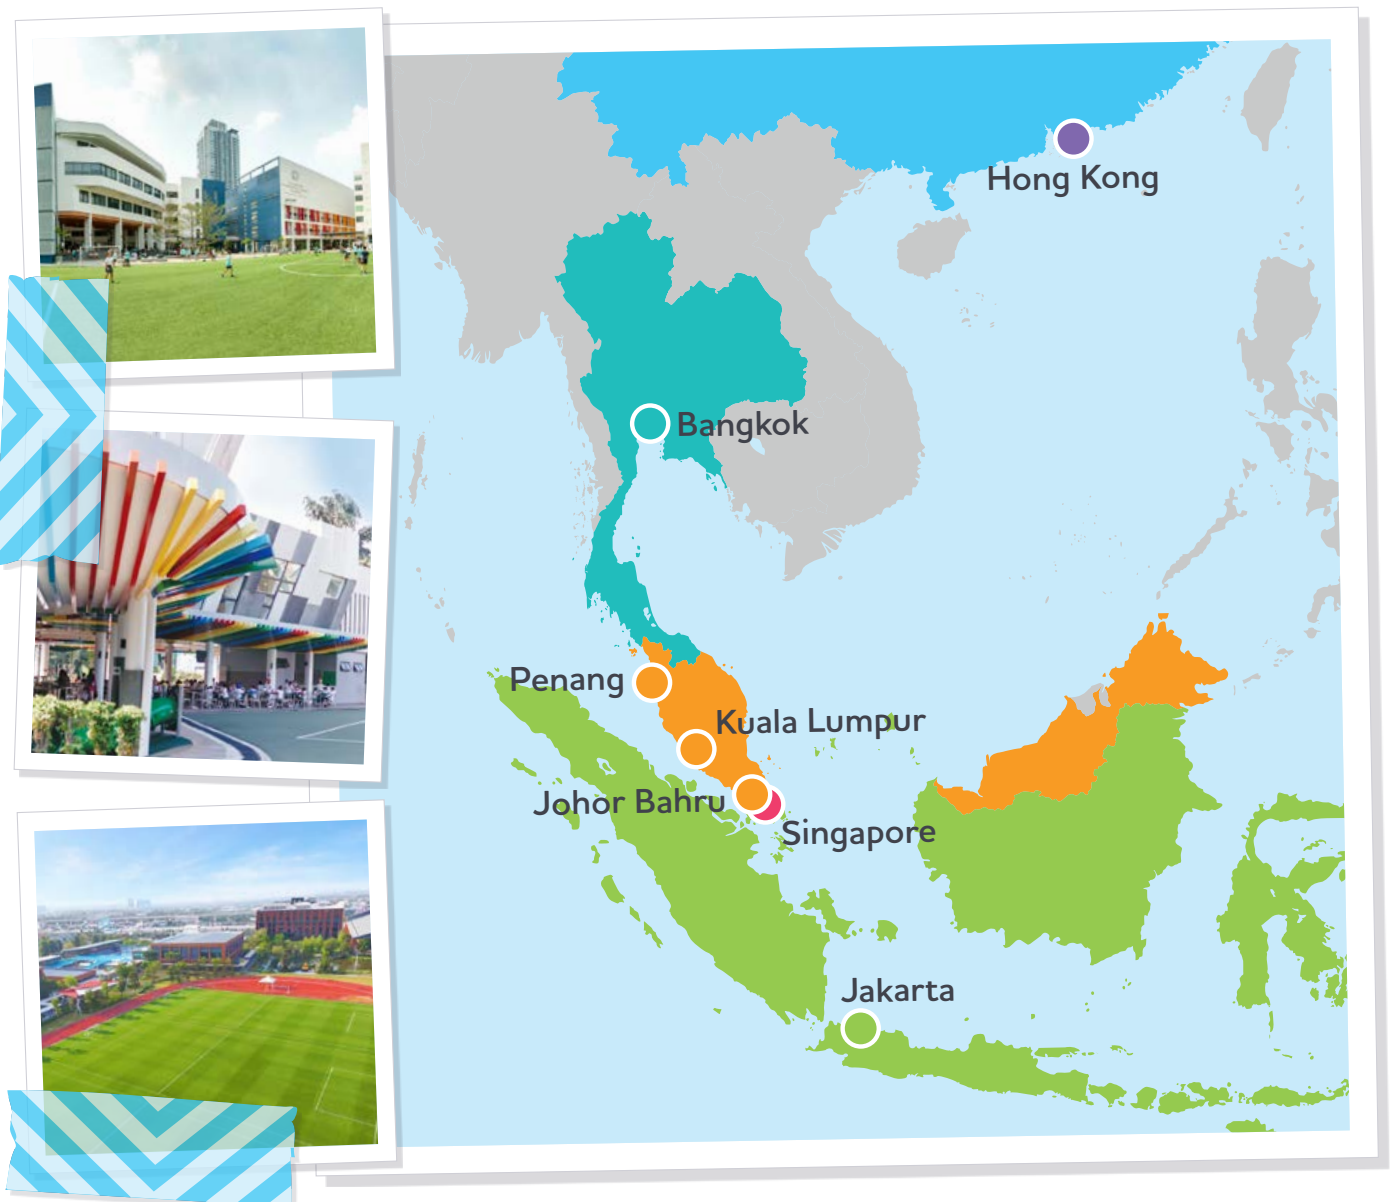 Hong Kong
Bangkok
Penang
Kuala Lumpur
Johor Bahru
Singapore
Jakarta